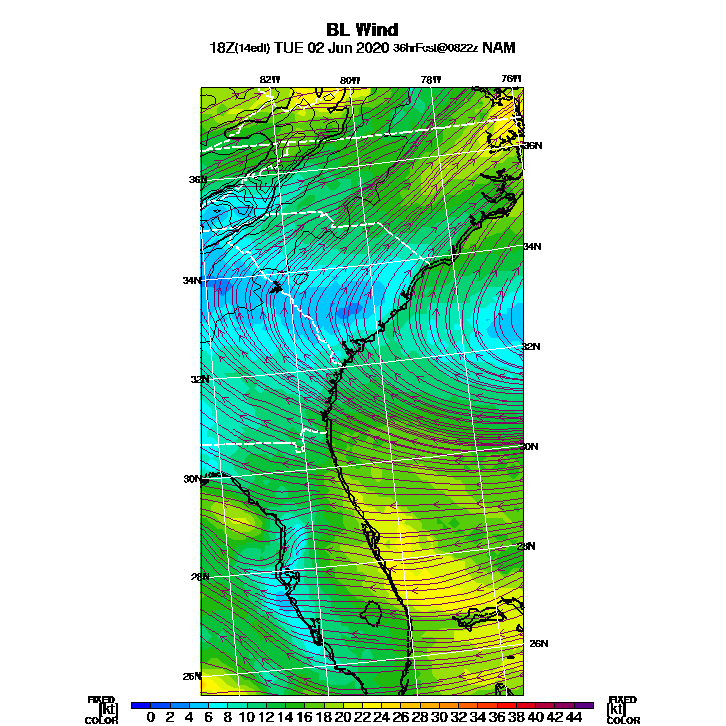 BL Wind
18Z(14edt) TUE 02 Jun 2020 36hrFcst@0822z NAM
82W 80W 78W 76W
36N
36N
34N
34N
32N
32N
30N
30N
28N
28N
26N
26N
FIXED FIXED
[kt] 0 2 4 6 8 10 12 14 16 18 20 22 24 26 28 30 32 34 36 38 40 42 44 [kt]
COLOR COLOR